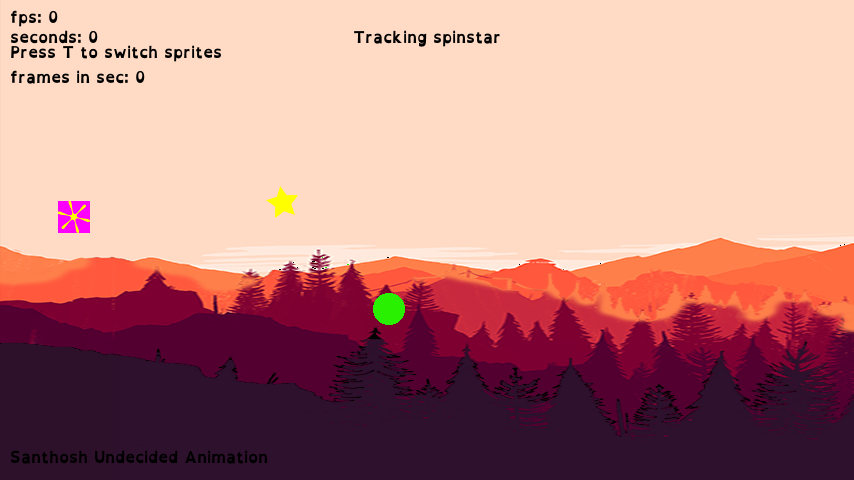 fps: 0
seconds: 0
Tracking spinstar
Press T to switch sprites
frames in sec: 0
Santhosh Undecided Animation